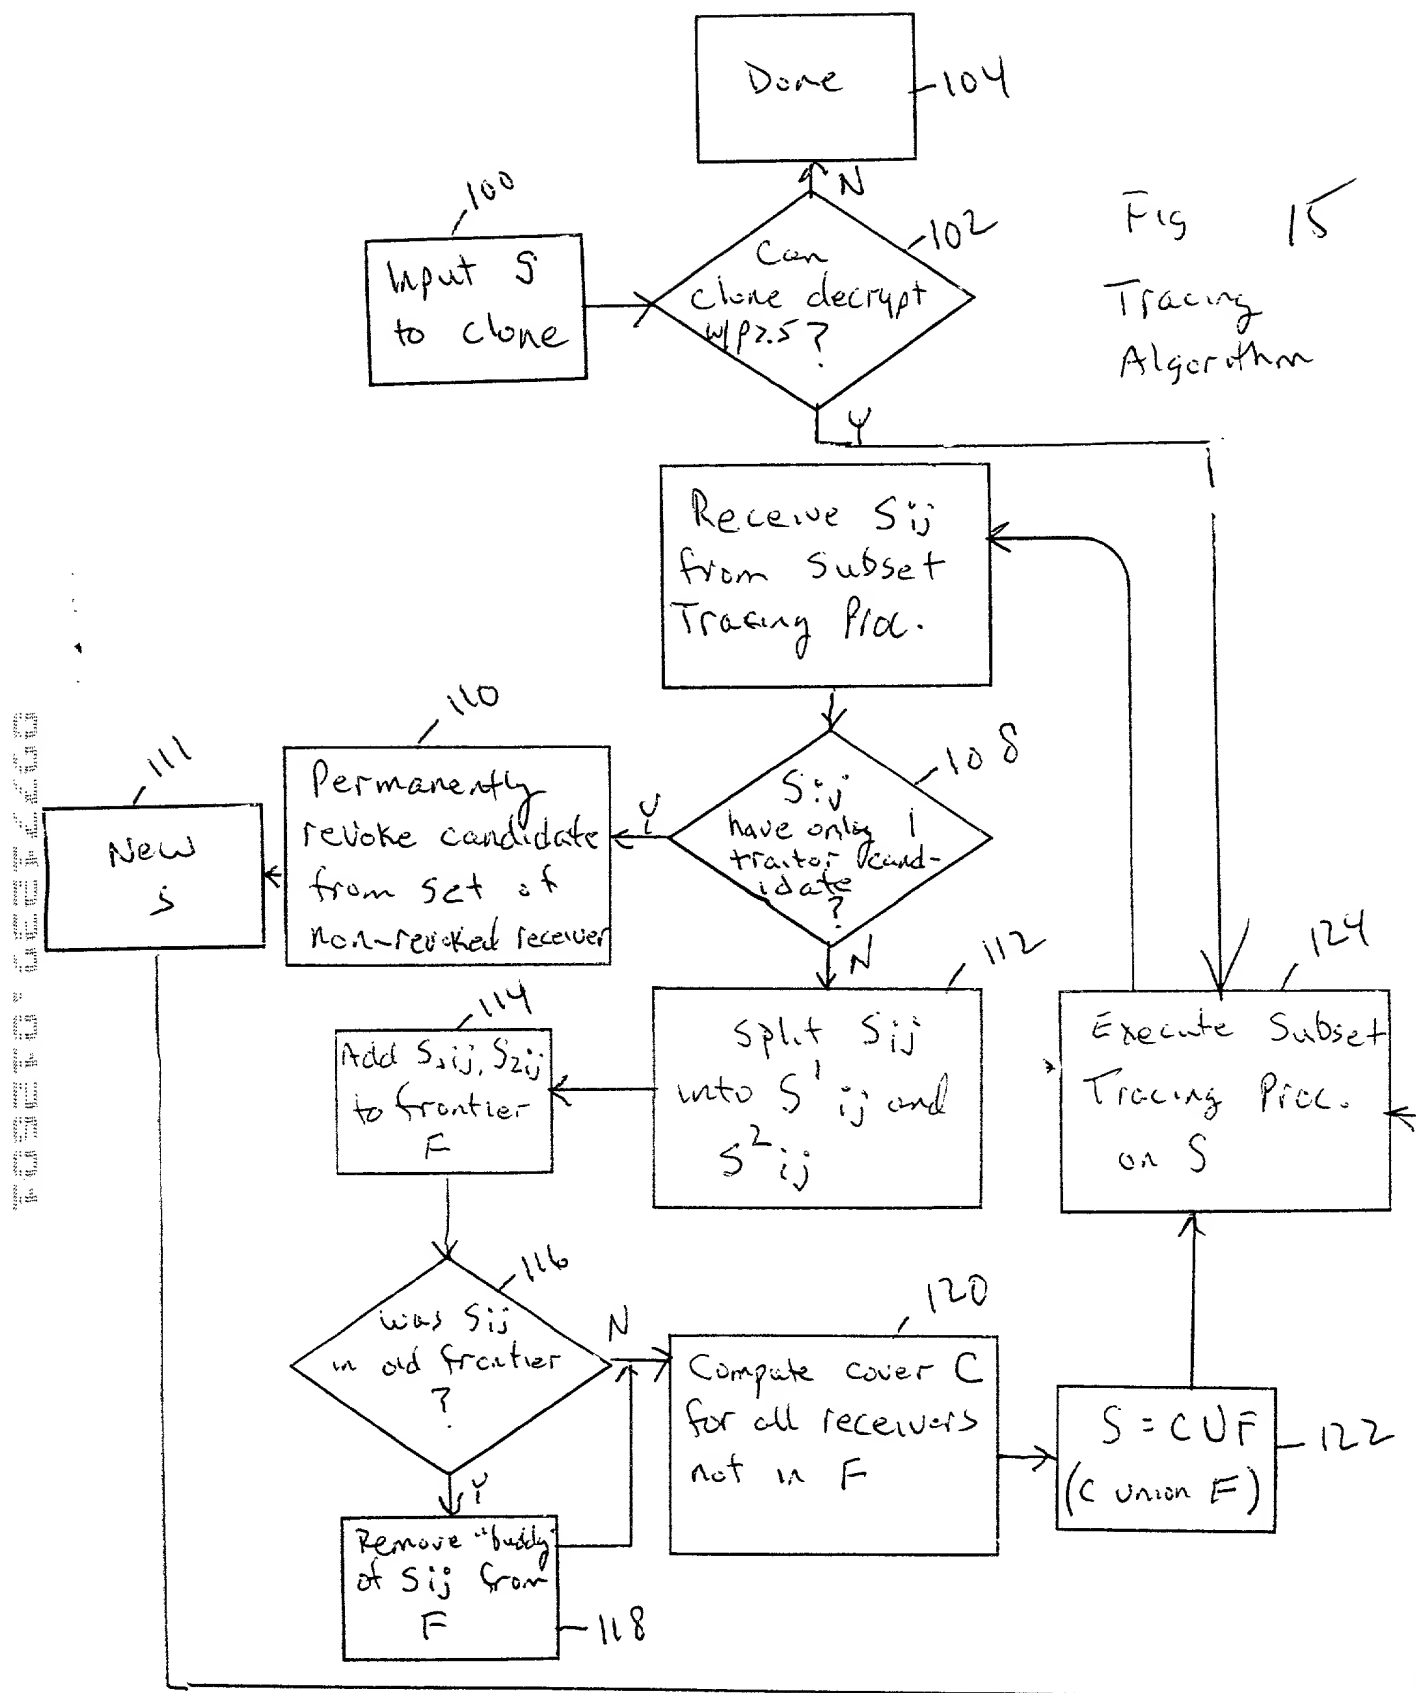 Done
104
N
100
Input S
to clone
102
Can
clone decrypt
w/p>.5?
Y
Fig 15
Tracing
Algorithm
Receive Sij
from Subset
Tracing Proc.
108
Sij
have only 1
traitor cand-
idate
?
Y
N
110
Permanently
revoke candidate
from set of
non-revoked receiver
111
New
S
112
Split Sij
into S¹ij and
S²ij
114
Add S₁ij, S₂ij
to frontier
F
116
was Sij
in old frontier
?
N
Y
Remove "buddy"
of Sij from
F
118
120
Compute cover C
for all receivers
not in F
S = C U F
(C union F)
122
124
Execute Subset
Tracing Proc.
on S